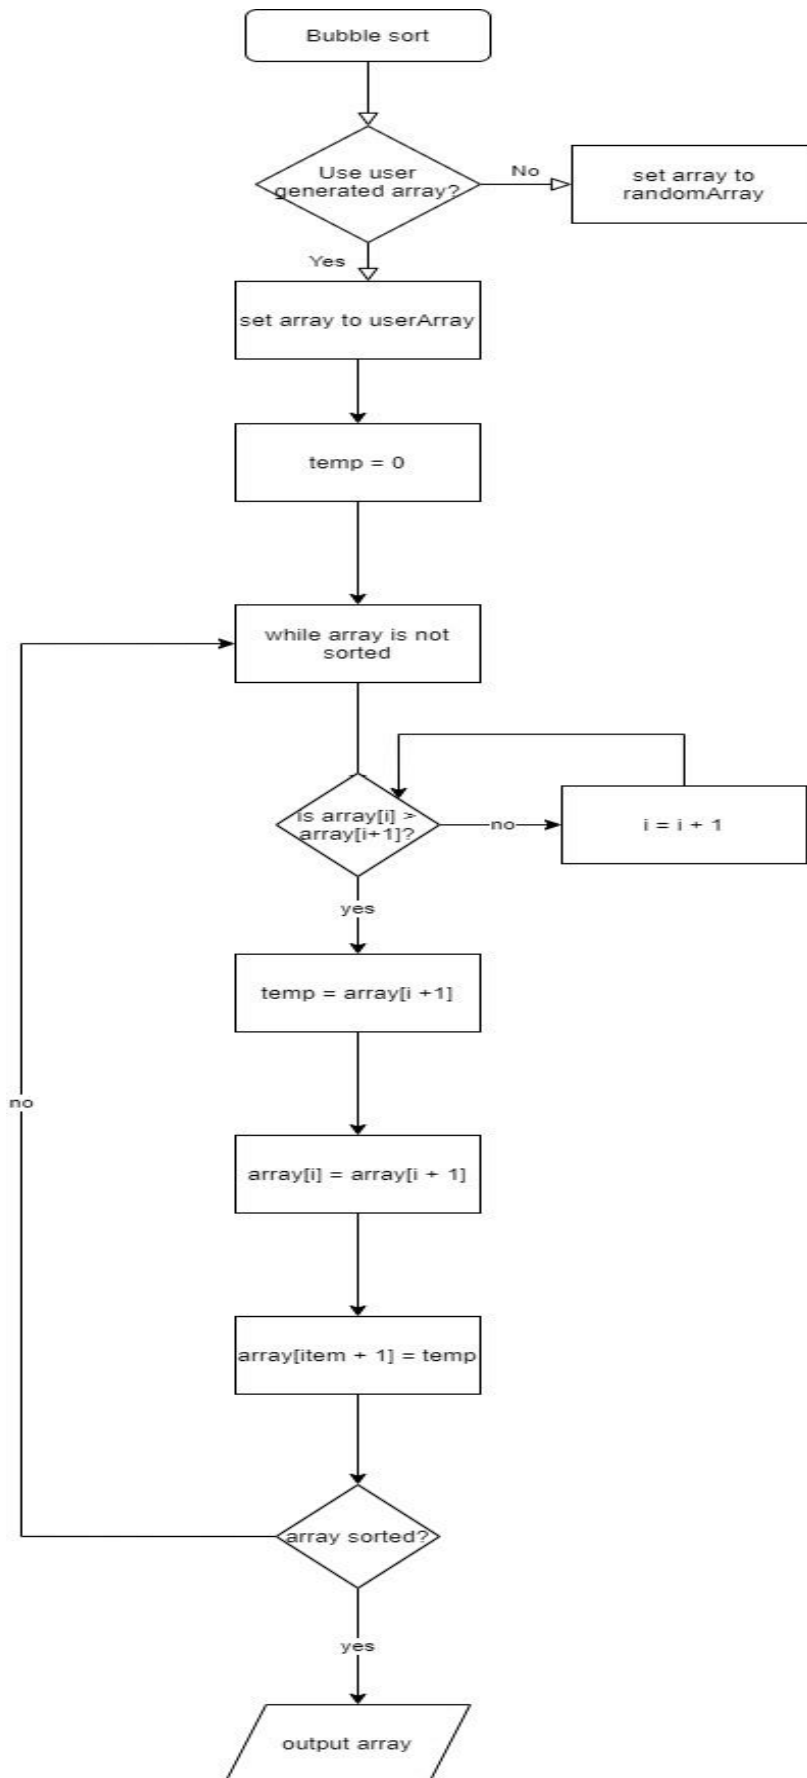 Bubble sort
Use user
generated array?
No
set array to
randomArray
Yes
set array to userArray
temp = 0
while array is not
sorted
is array[i] >
array[i+1]?
no
i = i + 1
yes
temp = array[i +1]
no
array[i] = array[i + 1]
array[item + 1] = temp
array sorted?
yes
output array